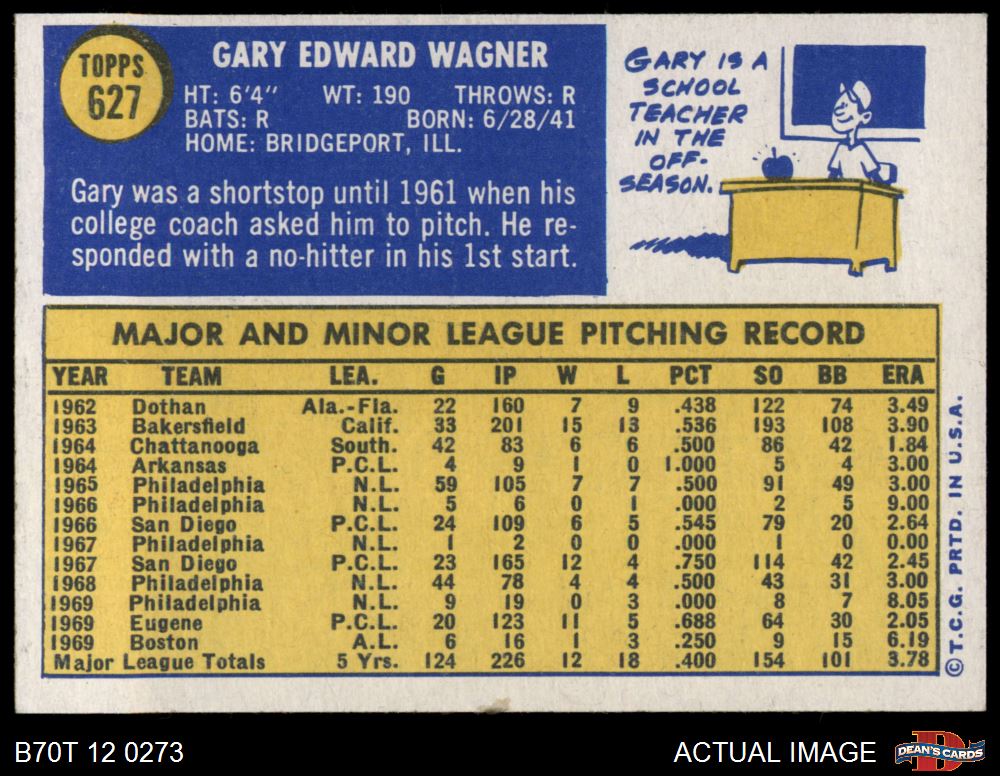 TOPPS
627
GARY EDWARD WAGNER
HT: 6'4" WT: 190 THROWS: R
BATS: R BORN: 6/28/41
HOME: BRIDGEPORT, ILL.
Gary was a shortstop until 1961 when his
college coach asked him to pitch. He re-
sponded with a no-hitter in his 1st start.
GARY IS A
SCHOOL
TEACHER
IN THE
OFF-
SEASON.
MAJOR AND MINOR LEAGUE PITCHING RECORD
YEAR TEAM LEA. G IP W L PCT SO BB ERA
1962 Dothan Ala.-Fla. 22 160 7 9 .438 122 74 3.49
1963 Bakersfield Calif. 33 201 15 13 .536 193 108 3.90
1964 Chattanooga South. 42 83 6 6 .500 86 42 1.84
1964 Arkansas P.C.L. 4 9 1 0 1.000 5 4 3.00
1965 Philadelphia N.L. 59 105 7 7 .500 91 49 3.00
1966 Philadelphia N.L. 5 6 0 1 .000 2 5 9.00
1966 San Diego P.C.L. 24 109 6 5 .545 79 20 2.64
1967 Philadelphia N.L. 1 2 0 0 .000 1 0 0.00
1967 San Diego P.C.L. 23 165 12 4 .750 114 42 2.45
1968 Philadelphia N.L. 44 78 4 4 .500 43 31 3.00
1969 Philadelphia N.L. 9 19 0 3 .000 8 7 8.05
1969 Eugene P.C.L. 20 123 11 5 .688 64 30 2.05
1969 Boston A.L. 6 16 1 3 .250 9 15 6.19
Major League Totals 5 Yrs. 124 226 12 18 .400 154 101 3.78
© T.C.G. PRTD. IN U.S.A.
B70T 12 0273
ACTUAL IMAGE
DEAN'S CARDS